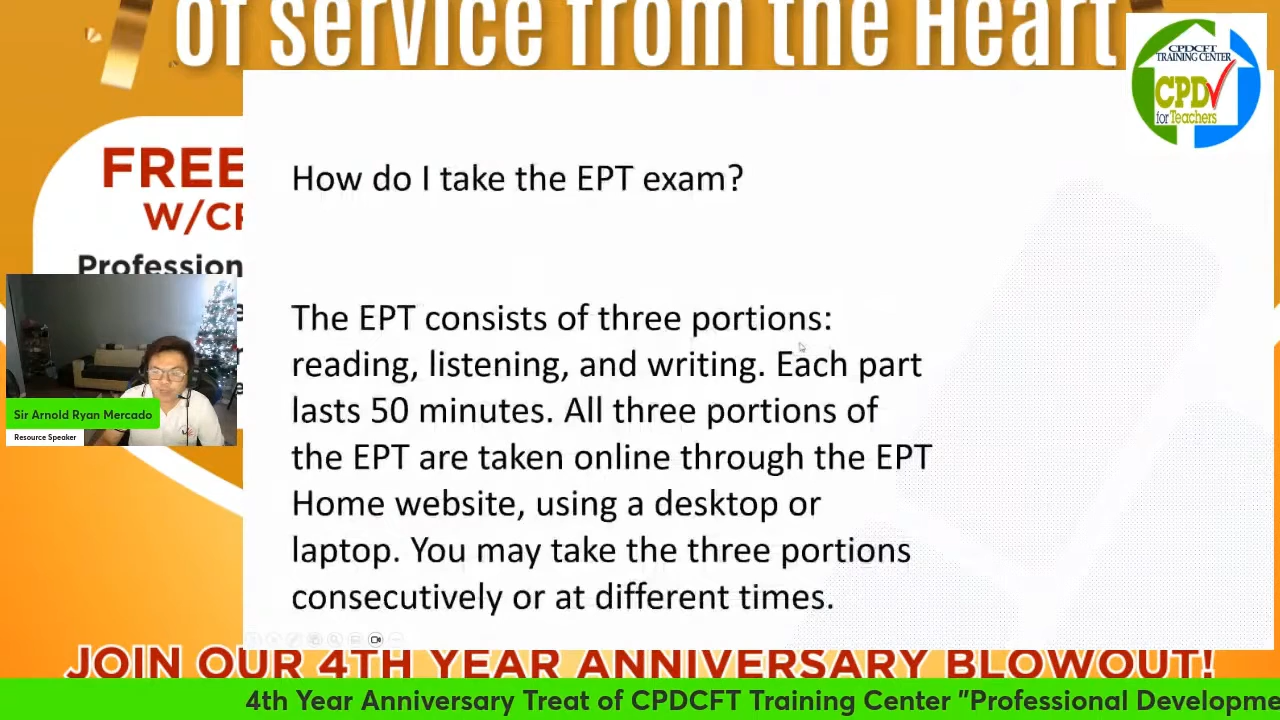 of service from the Heart
CPDCFT
TRAINING CENTER
CPD
for Teachers
FREE
W/CP
Profession
How do I take the EPT exam?
The EPT consists of three portions:
reading, listening, and writing. Each part
lasts 50 minutes. All three portions of
the EPT are taken online through the EPT
Home website, using a desktop or
laptop. You may take the three portions
consecutively or at different times.
Sir Arnold Ryan Mercado
Resource Speaker
JOIN OUR 4TH YEAR ANNIVERSARY BLOWOUT!
4th Year Anniversary Treat of CPDCFT Training Center "Professional Developme